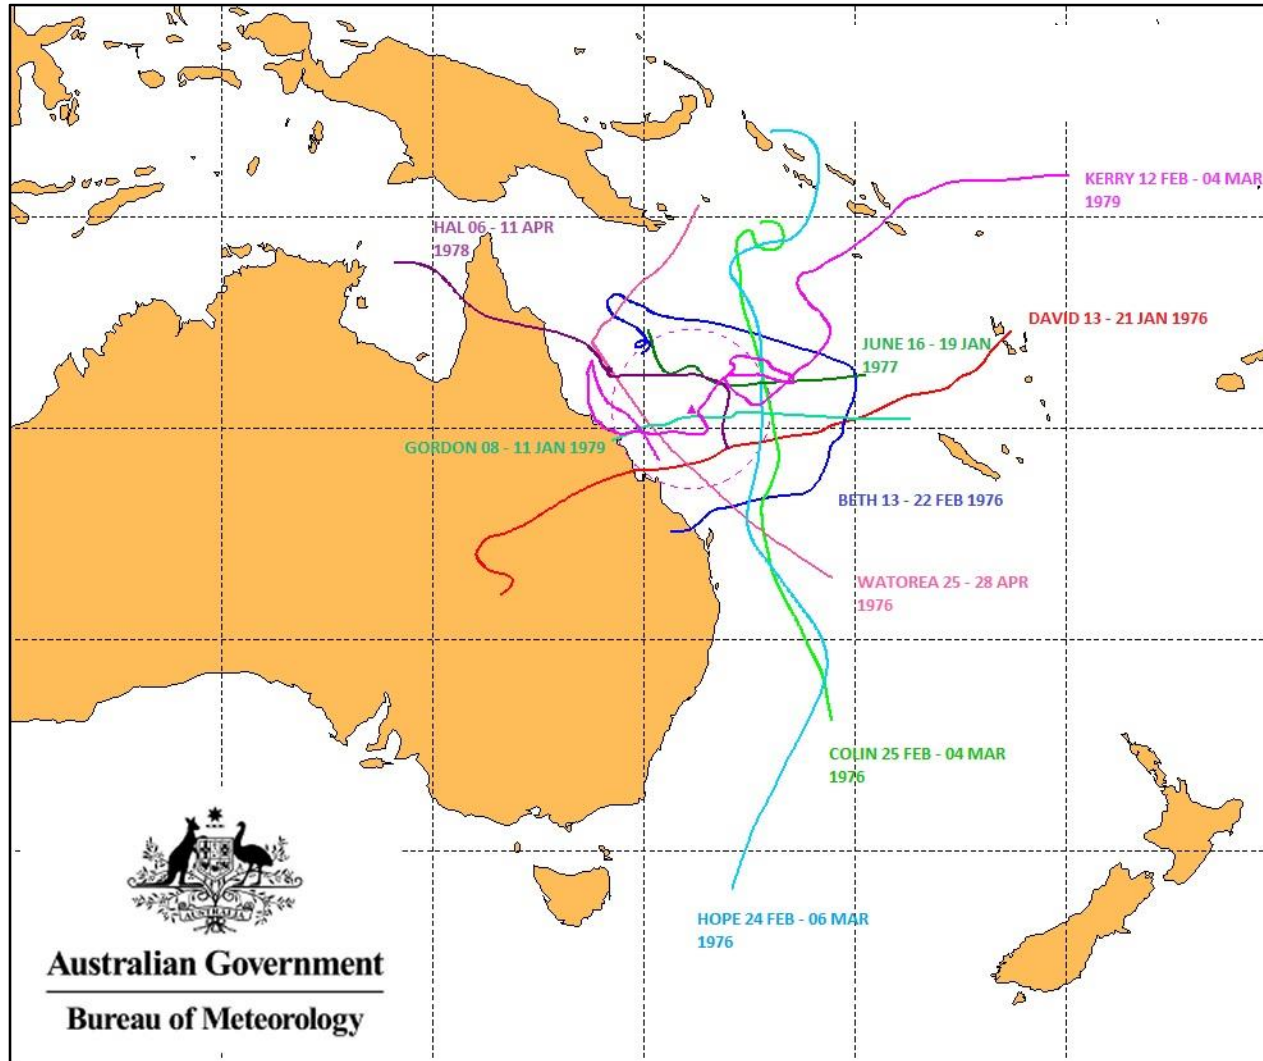 KERRY 12 FEB - 04 MAR
1979
HAL 06 - 11 APR
1978
DAVID 13 - 21 JAN 1976
JUNE 16 - 19 JAN
1977
GORDON 08 - 11 JAN 1979
BETH 13 - 22 FEB 1976
WATOREA 25 - 28 APR
1976
COLIN 25 FEB - 04 MAR
1976
HOPE 24 FEB - 06 MAR
1976
AUSTRALIA
Australian Government
Bureau of Meteorology